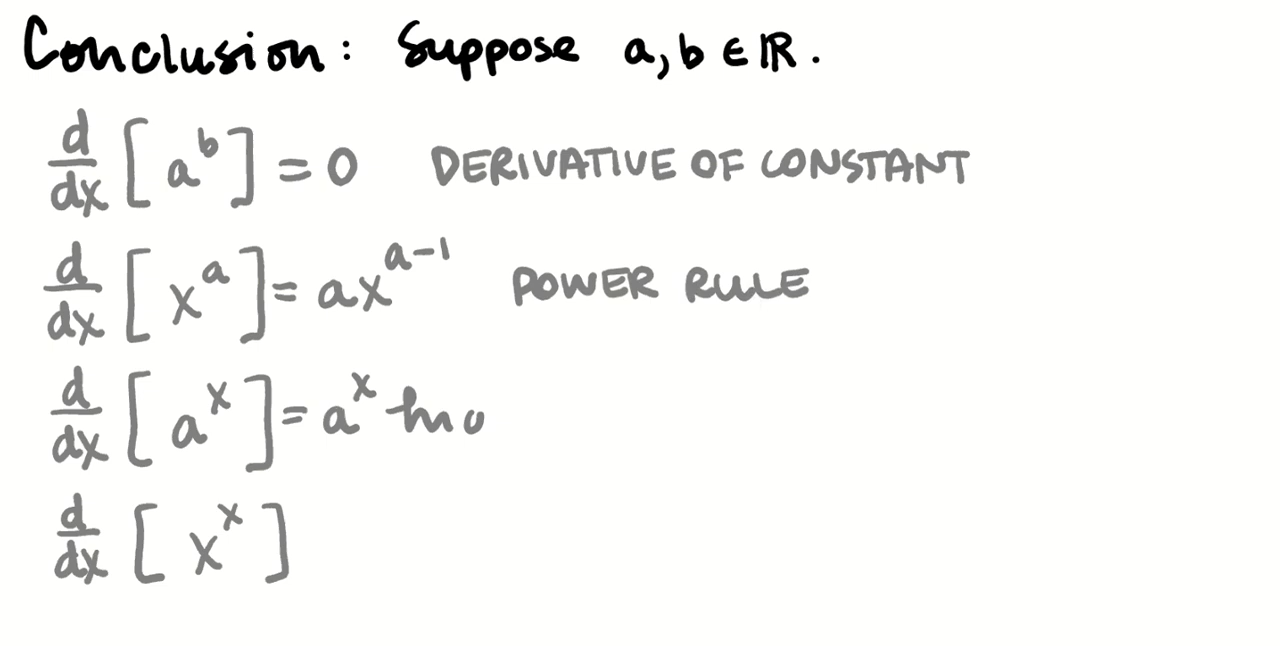 Conclusion: Suppose a, b ∈ ℝ.
d/dx [a^b] = 0 DERIVATIVE OF CONSTANT
d/dx [x^a] = ax^(a-1) POWER RULE
d/dx [a^x] = a^x ln
d/dx [x^x]